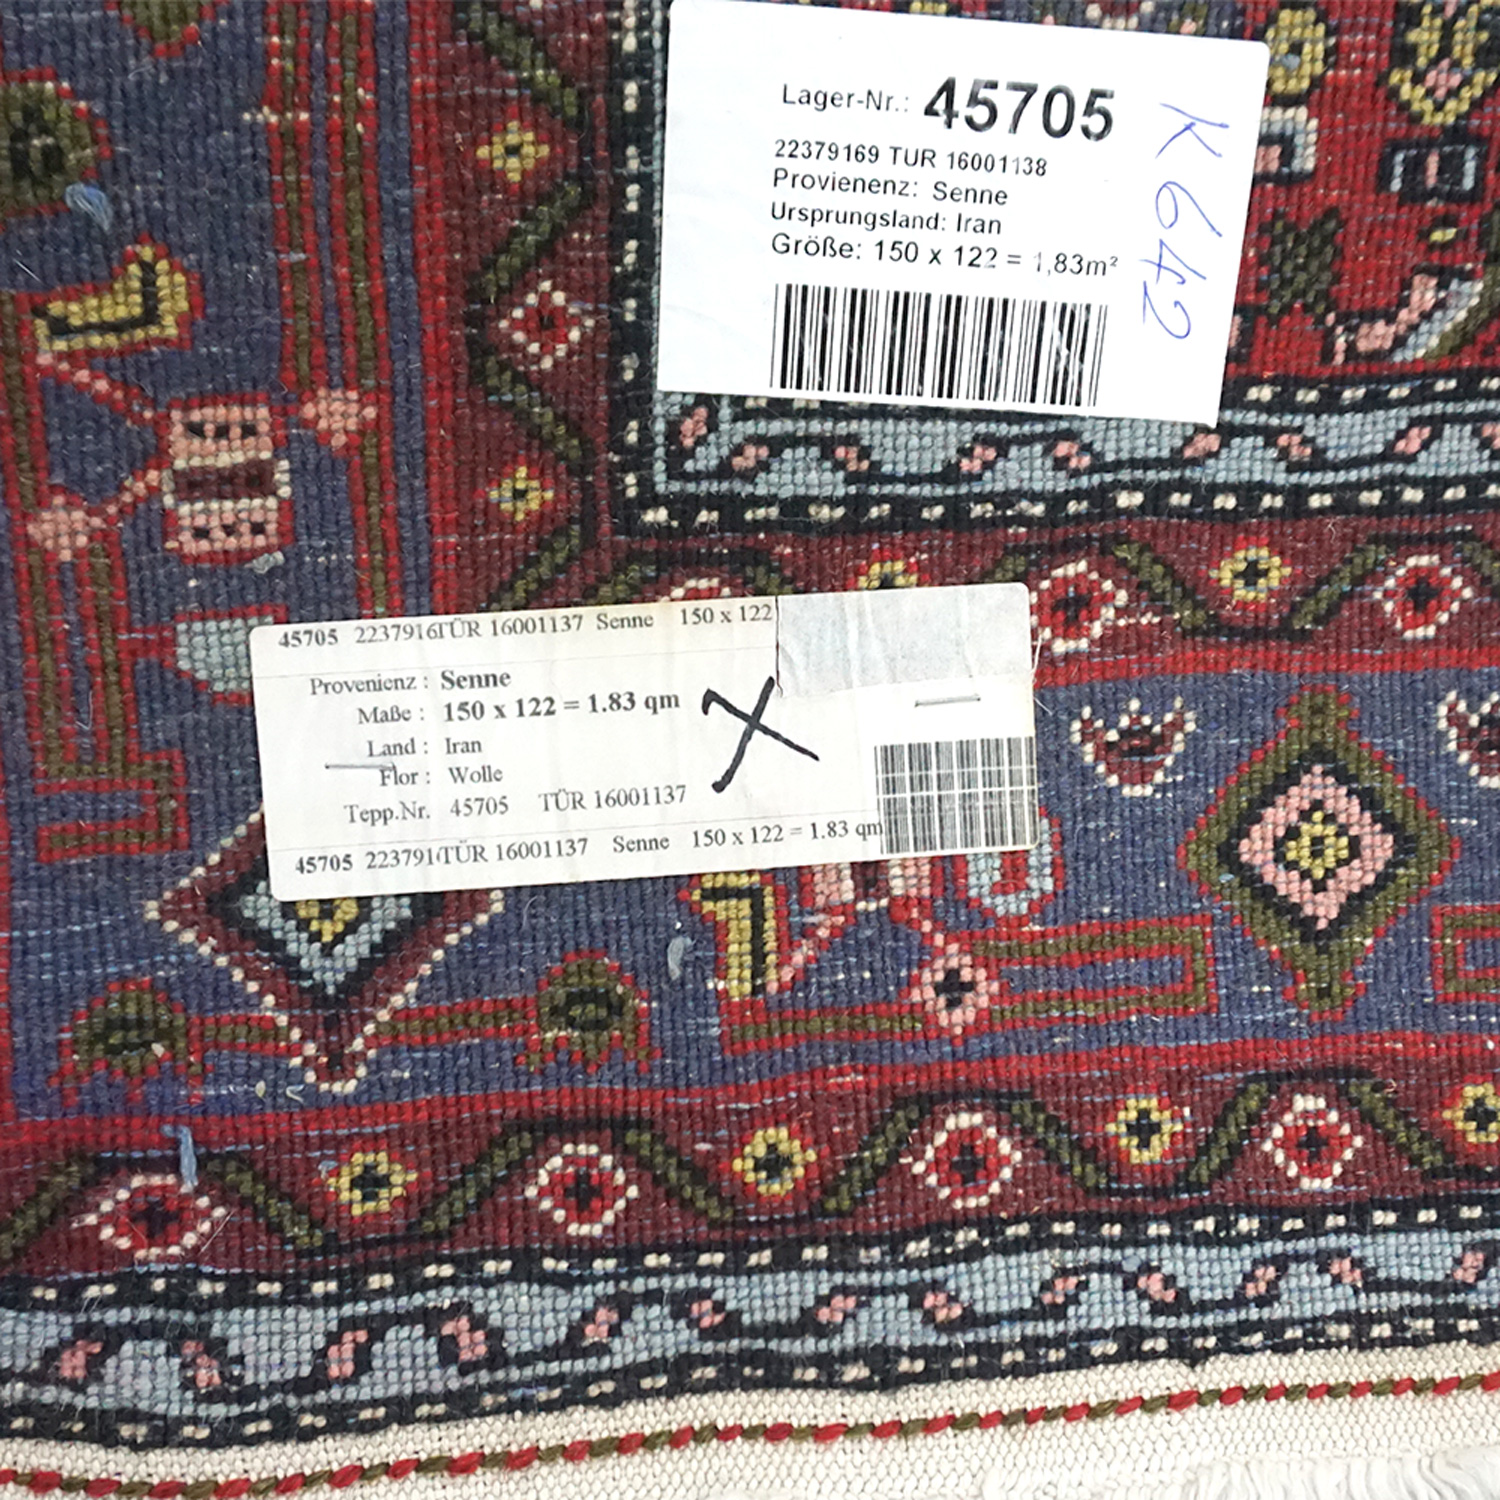 Lager-Nr.: 45705
22379169 TUR 16001138
Provienenz: Senne
Ursprungsland: Iran
Größe: 150 x 122 = 1,83m²
K 642
45705 2237916TÜR 16001137 Senne 150 x 122
Provenienz : Senne
Maße : 150 x 122 = 1.83 qm
Land : Iran
Flor : Wolle
Tepp.Nr. 45705 TÜR 16001137
45705 223791TÜR 16001137 Senne 150 x 122 = 1.83 qm
X